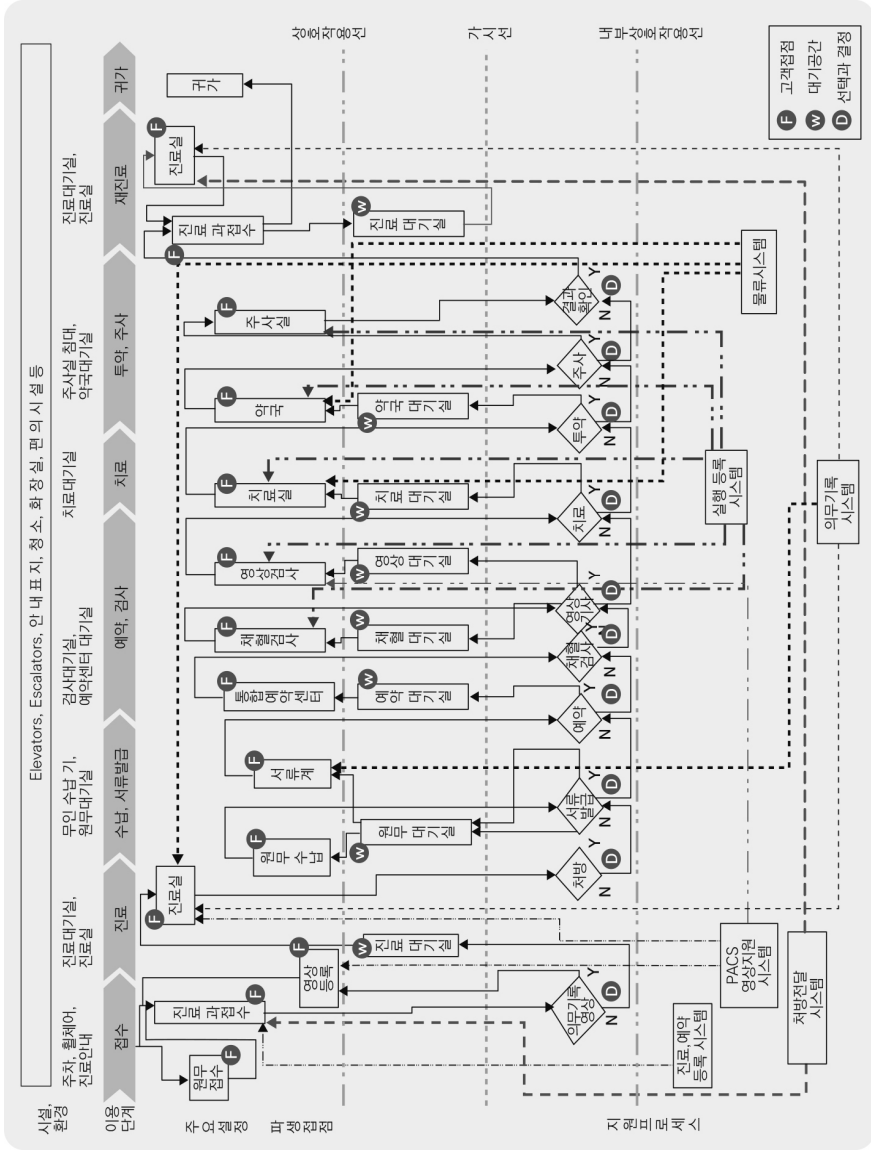 시설,
환경
Elevators, Escalators, 안내표지, 청소, 화장실, 편의시설 등
주차, 휠체어,
진료안내
진료대기실,
진료실
무인 수납 기,
원무대기실
검사대기실,
예약센터 대기실
치료대기실
주사실 침대,
약국대기실
진료대기실,
진료실
이용
단계
접수
진료
수납, 서류발급
예약, 검사
치료
투약, 주사
재진료
귀가
주요설정
파생접점
지원프로세스
상호작용선
가시선
내부상호작용선
원무
접수
F
진료 과접수
F
영상
등록
F
진료 대기실
W
의무기록
영상
Y
N
D
진료실
F
처방
N
D
원무 수납
F
서류계
F
원무 대기실
W
서류급
발
Y
N
D
통합예약센터
F
예약 대기실
W
예약
Y
N
D
채혈검사
F
채혈 대기실
W
채혈
검사
Y
D
영상검사
F
영상 대기실
W
영상
Y
D
치료실
F
치료 대기실
W
치료
Y
N
D
약국
F
약국 대기실
W
투약
Y
N
D
주사실
F
주사
Y
N
D
결과
확인
Y
N
D
진료 과접수
F
진료 대기실
W
진료실
F
귀가
진료,예약
등록 시스템
PACS
영상지원
시스템
처방전달
시스템
실행 등록
시스템
의무기록
시스템
물류시스템
F 고객접점
W 대기공간
D 선택과 결정